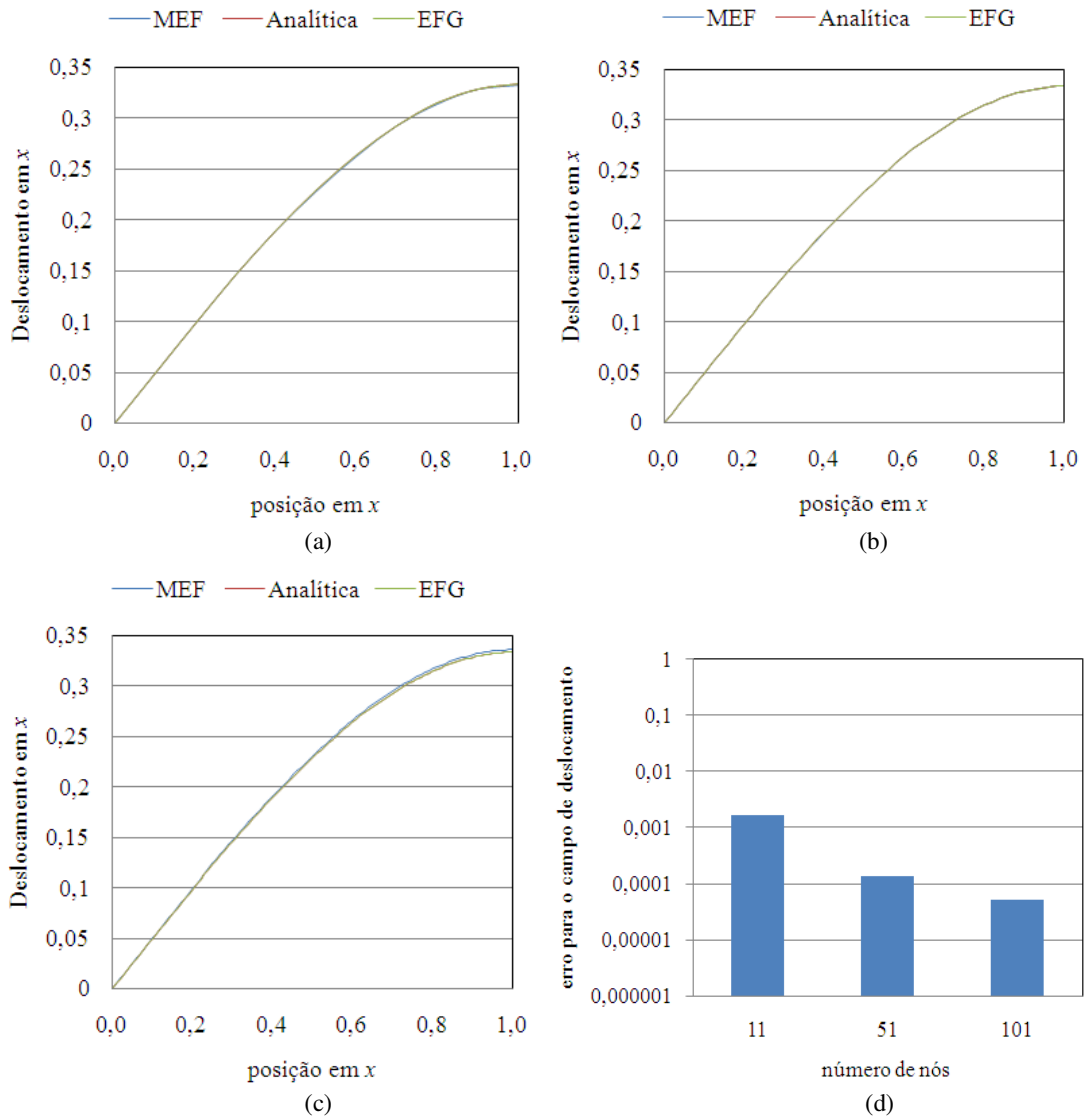 MEF Analítica EFG
Deslocamento em x
0,35
0,3
0,25
0,2
0,15
0,1
0,05
0
0,0 0,2 0,4 0,6 0,8 1,0
posição em x
(a)
MEF Analítica EFG
Deslocamento em x
0,35
0,3
0,25
0,2
0,15
0,1
0,05
0
0,0 0,2 0,4 0,6 0,8 1,0
posição em x
(b)
MEF Analítica EFG
Deslocamento em x
0,35
0,3
0,25
0,2
0,15
0,1
0,05
0
0,0 0,2 0,4 0,6 0,8 1,0
posição em x
(c)
erro para o campo de deslocamento
1
0,1
0,01
0,001
0,0001
0,00001
0,000001
11 51 101
número de nós
(d)